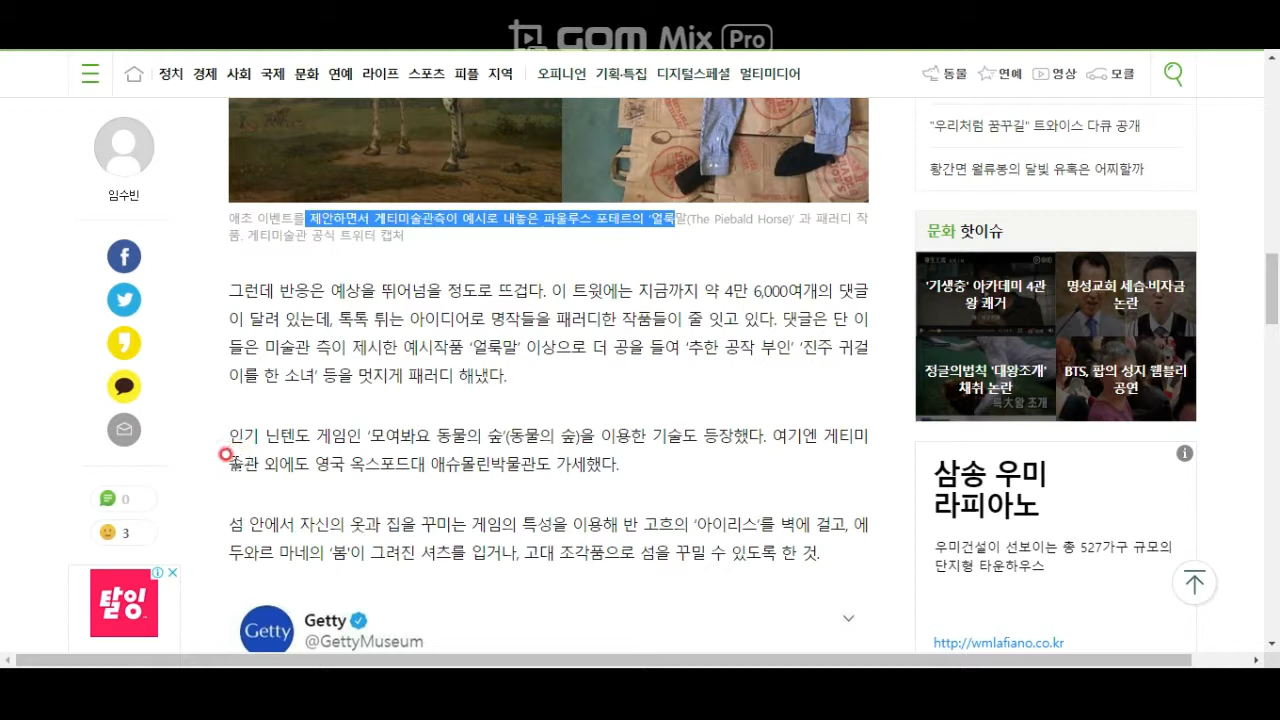 GOM Mix Pro
정치 경제 사회 국제 문화 연예 라이프 스포츠 피플 지역 오피니언 기획·특집 디지털스페셜 멀티미디어 동물 연예 영상 모클
임수빈
애초 이벤트를 제안하면서 게티미술관측이 예시로 내놓은 파울루스 포테르의 '얼룩말(The Piebald Horse)' 과 패러디 작
품. 게티미술관 공식 트위터 캡처
그런데 반응은 예상을 뛰어넘을 정도로 뜨겁다. 이 트윗에는 지금까지 약 4만 6,000여개의 댓글
이 달려 있는데, 톡톡 튀는 아이디어로 명작들을 패러디한 작품들이 줄 잇고 있다. 댓글은 단 이
들은 미술관 측이 제시한 예시작품 '얼룩말' 이상으로 더 공을 들여 '추한 공작 부인' '진주 귀걸
이를 한 소녀' 등을 멋지게 패러디 해냈다.
인기 닌텐도 게임인 '모여봐요 동물의 숲'(동물의 숲)을 이용한 기술도 등장했다. 여기엔 게티미
술관 외에도 영국 옥스포드대 애슈몰린박물관도 가세했다.
섬 안에서 자신의 옷과 집을 꾸미는 게임의 특성을 이용해 반 고흐의 '아이리스'를 벽에 걸고, 에
두와르 마네의 '봄'이 그려진 셔츠를 입거나, 고대 조각품으로 섬을 꾸밀 수 있도록 한 것.
Getty
Getty
@GettyMuseum
0
3
탈잉
"우리처럼 꿈꾸길" 트와이스 다큐 공개
황간면 월류봉의 달빛 유혹은 어찌할까
문화 핫이슈
'기생충' 아카데미 4관
왕 쾌거
명성교회 세습·비자금
논란
정글의법칙 '대왕조개'
채취 논란
BTS, 팝의 성지 웸블리
공연
삼송 우미
라피아노
우미건설이 선보이는 총 527가구 규모의
단지형 타운하우스
http://wmlafiano.co.kr